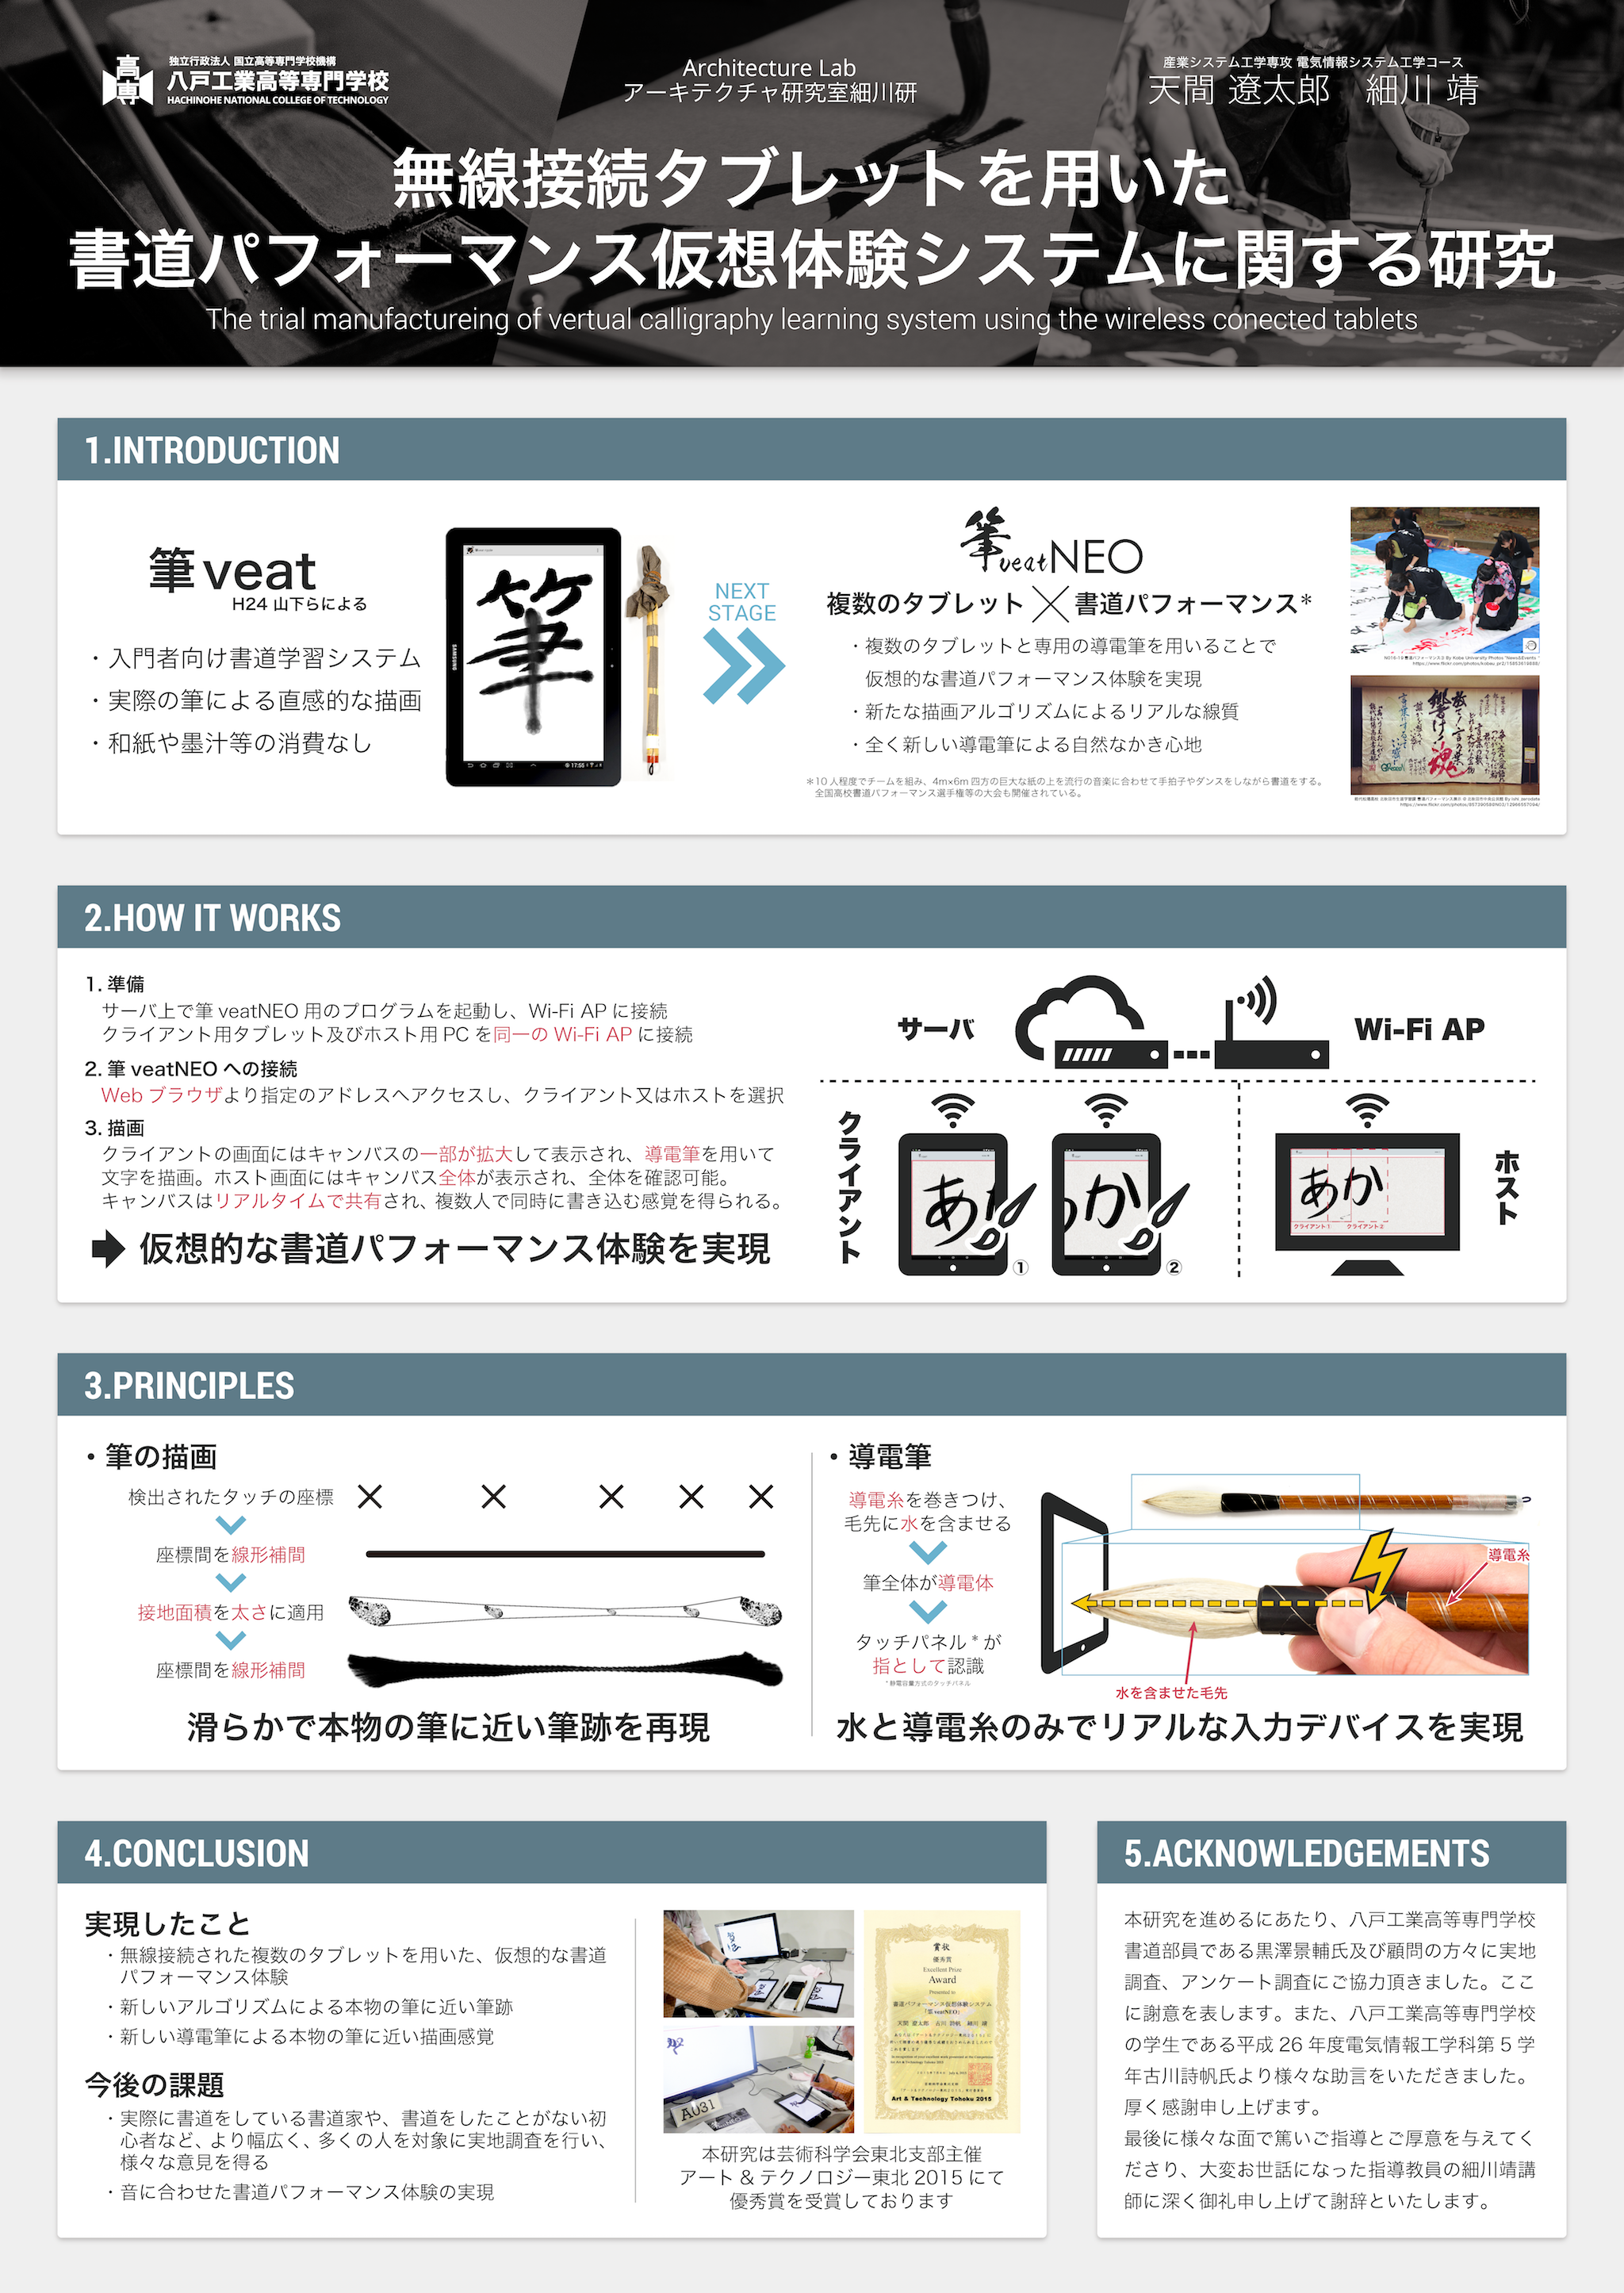 独立行政法人 国立高等専門学校機構
八戸工業高等専門学校
HACHINOHE NATIONAL COLLEGE OF TECHNOLOGY
Architecture Lab
アーキテクチャ研究室細川研
産業システム工学専攻 電気情報システム工学コース
天間 遼太郎 細川 靖
無線接続タブレットを用いた
書道パフォーマンス仮想体験システムに関する研究
The trial manufactureing of vertual calligraphy learning system using the wireless conected tablets
1.INTRODUCTION
筆 veat
H24 山下らによる
・入門者向け書道学習システム
・実際の筆による直感的な描画
・和紙や墨汁等の消費なし
筆
SAMSUNG
17:55
NEXT
STAGE
筆veatNEO
複数のタブレット×書道パフォーマンス*
・複数のタブレットと専用の導電筆を用いることで
仮想的な書道パフォーマンス体験を実現
・新たな描画アルゴリズムによるリアルな線質
・全く新しい導電筆による自然なかき心地
*10 人程度でチームを組み、4m×6m 四方の巨大な紙の上を流行の音楽に合わせて手拍子やダンスをしながら書道をする。
全国高校書道パフォーマンス選手権等の大会も開催されている。
2.HOW IT WORKS
1. 準備
サーバ上で筆 veatNEO 用のプログラムを起動し、Wi-Fi AP に接続
クライアント用タブレット及びホスト用 PC を同一の Wi-Fi AP に接続
2. 筆 veatNEO への接続
Web ブラウザより指定のアドレスへアクセスし、クライアント又はホストを選択
3. 描画
クライアントの画面にはキャンバスの一部が拡大して表示され、導電筆を用いて
文字を描画。ホスト画面にはキャンバス全体が表示され、全体を確認可能。
キャンバスはリアルタイムで共有され、複数人で同時に書き込む感覚を得られる。
仮想的な書道パフォーマンス体験を実現
サーバ
Wi-Fi AP
クライアント
あか
①
あか
②
あか
クライアント1 クライアント2
ホスト
3.PRINCIPLES
・筆の描画
検出されたタッチの座標
座標間を線形補間
接地面積を太さに適用
座標間を線形補間
滑らかで本物の筆に近い筆跡を再現
・導電筆
導電糸を巻きつけ、
毛先に水を含ませる
筆全体が導電体
タッチパネル * が
指として認識
*静電容量方式のタッチパネル
導電糸
水を含ませた毛先
水と導電糸のみでリアルな入力デバイスを実現
4.CONCLUSION
実現したこと
・無線接続された複数のタブレットを用いた、仮想的な書道
パフォーマンス体験
・新しいアルゴリズムによる本物の筆に近い筆跡
・新しい導電筆による本物の筆に近い描画感覚
今後の課題
・実際に書道をしている書道家や、書道をしたことがない初
心者など、より幅広く、多くの人を対象に実地調査を行い、
様々な意見を得る
・音に合わせた書道パフォーマンス体験の実現
A031
賞状
優秀賞
Excellent Prize
Award
Presented to
書道パフォーマンス仮想体験システム
「筆 veatNEO」
天間 遼太郎 古川 詩帆 細川 靖
Art & Technology Tohoku 2015
本研究は芸術科学会東北支部主催
アート & テクノロジー東北 2015 にて
優秀賞を受賞しております
5.ACKNOWLEDGEMENTS
本研究を進めるにあたり、八戸工業高等専門学校
書道部員である黒澤景輔氏及び顧問の方々に実地
調査、アンケート調査にご協力頂きました。ここ
に謝意を表します。また、八戸工業高等専門学校
の学生である平成 26 年度電気情報工学科第 5 学
年古川詩帆氏より様々な助言をいただきました。
厚く感謝申し上げます。
最後に様々な面で篤いご指導とご厚意を与えてく
ださり、大変お世話になった指導教員の細川靖講
師に深く御礼申し上げて謝辞といたします。